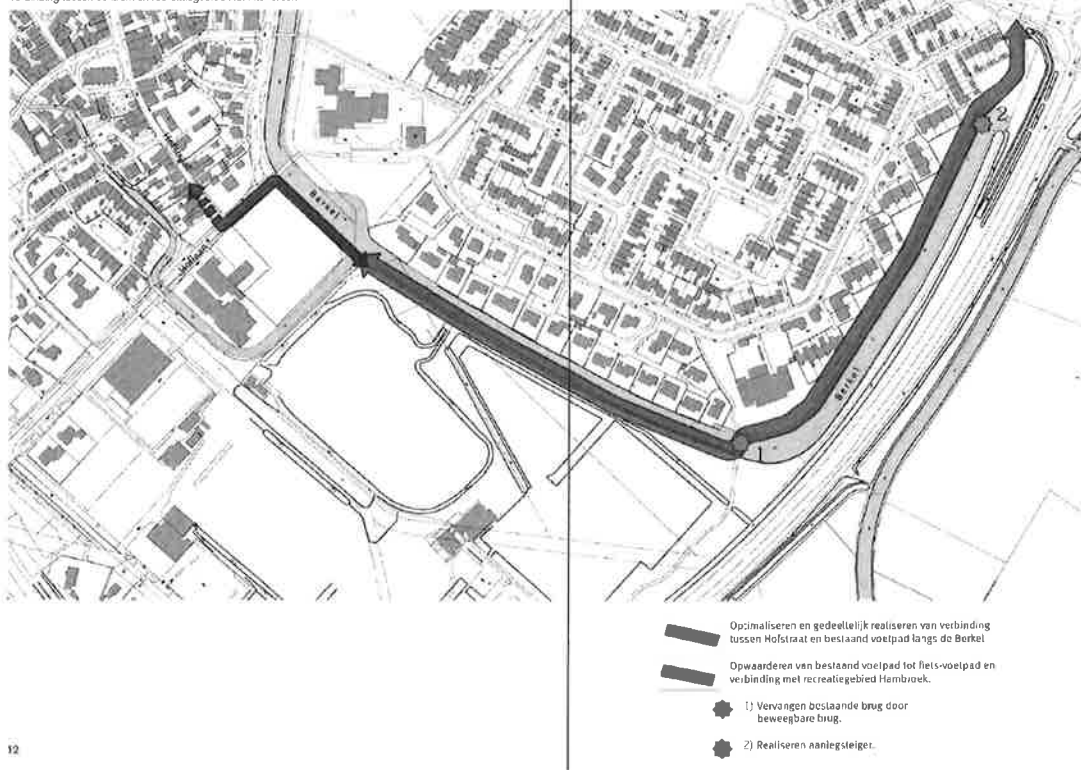 Berkel
Berkel
1
2
Optimaliseren en gedeeltelijk realiseren van verbinding
tussen Hofstraat en bestaand voetpad langs de Berkel
Opwaarderen van bestaand voetpad tot fiets-voetpad en
verbinding met recreatiegebied Hambroek.
1) Vervangen bestaande brug door
beweegbare brug.
2) Realiseren aanlegsteiger.
12